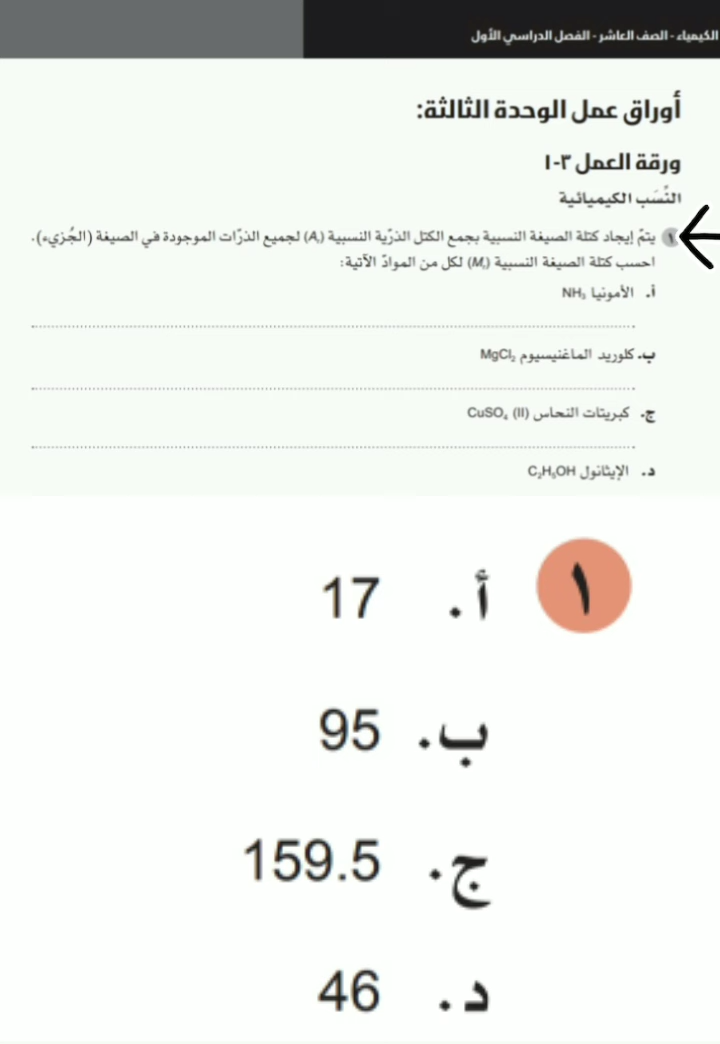 الكيمياء - الصف العاشر - الفصل الدراسي الأول
أوراق عمل الوحدة الثالثة:
ورقة العمل ٣-١
النِّسَب الكيميائية
١ يتمّ إيجاد كتلة الصيغة النسبية بجمع الكتل الذرّية النسبية (Aᵣ) لجميع الذرّات الموجودة في الصيغة (الجُزيء).
احسب كتلة الصيغة النسبية (Mᵣ) لكل من الموادّ الآتية:
أ. الأمونيا NH₃
ب. كلوريد الماغنيسيوم MgCl₂
ج. كبريتات النحاس (II) CuSO₄
د. الإيثانول C₂H₅OH
١ أ. 17
ب. 95
ج. 159.5
د. 46